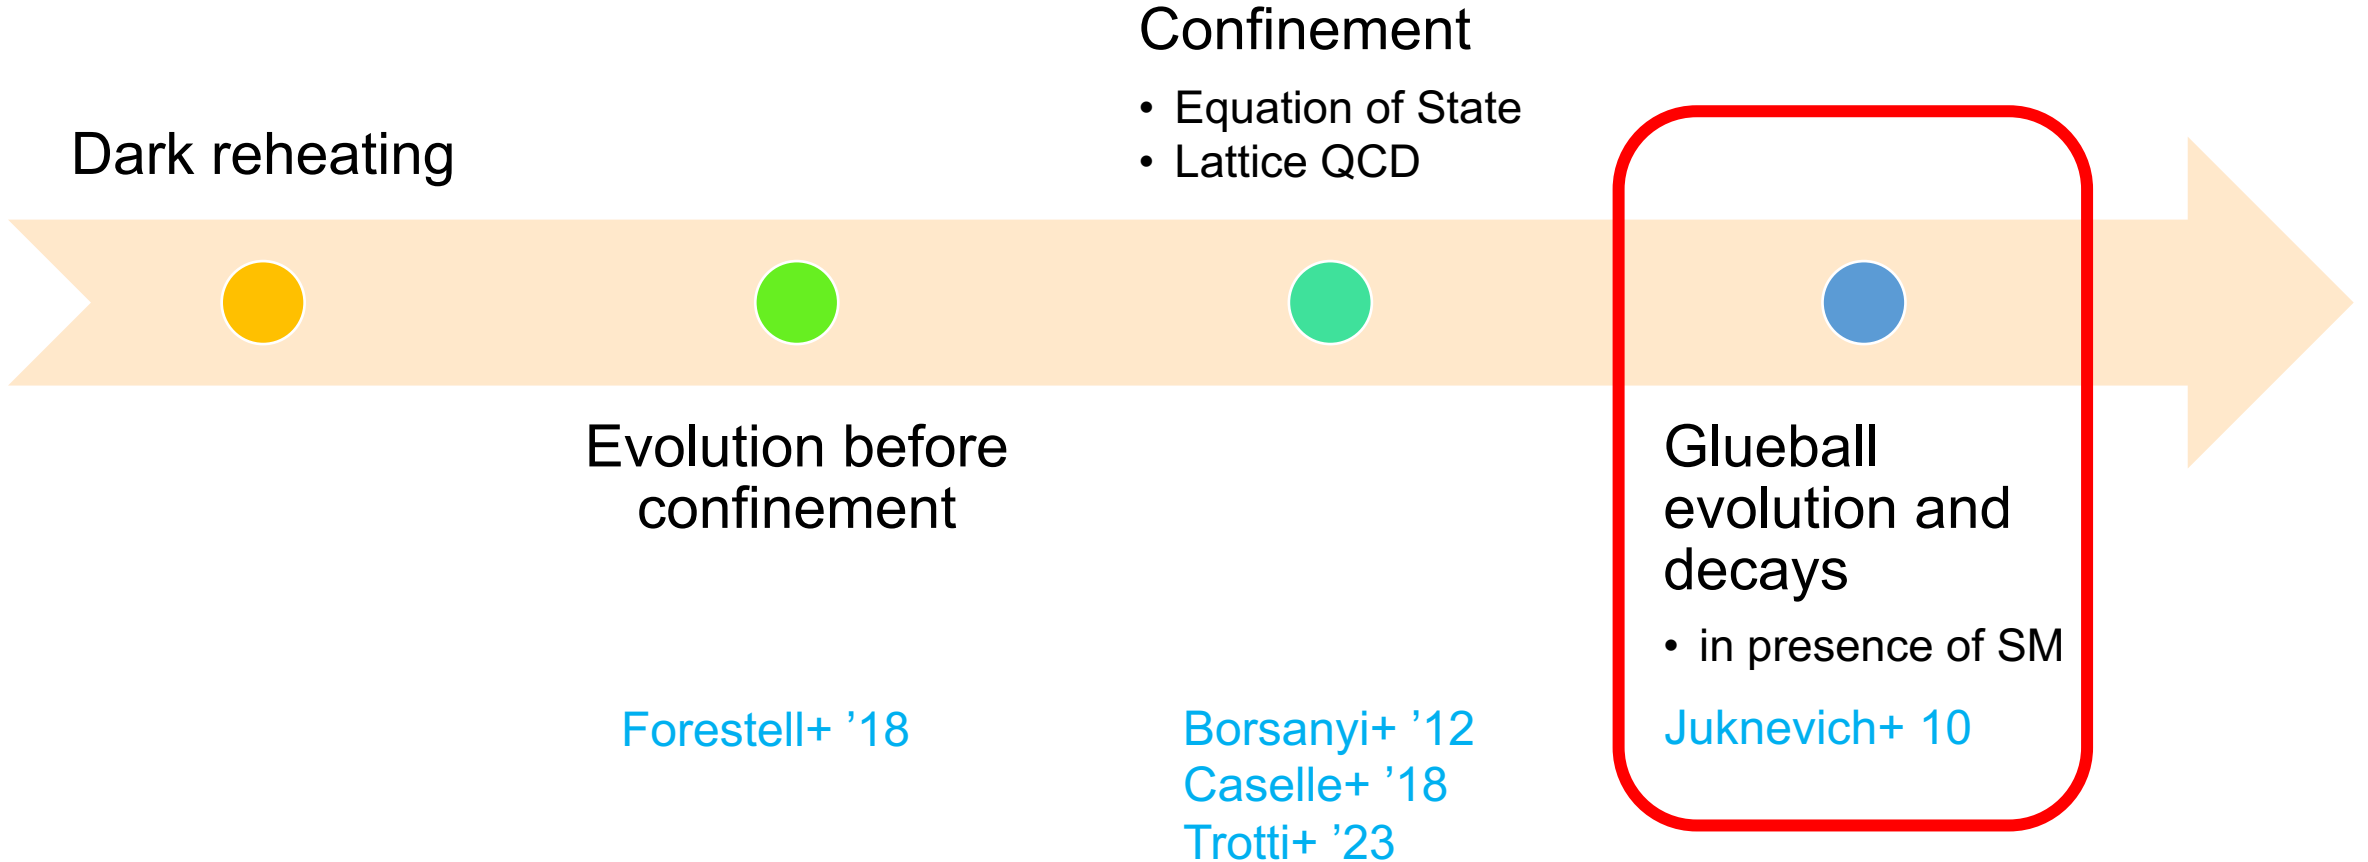 Dark reheating
Evolution before
confinement
Forestell+ ’18
Confinement
• Equation of State
• Lattice QCD
Borsanyi+ ’12
Caselle+ ’18
Trotti+ ’23
Glueball
evolution and
decays
• in presence of SM
Juknevich+ 10